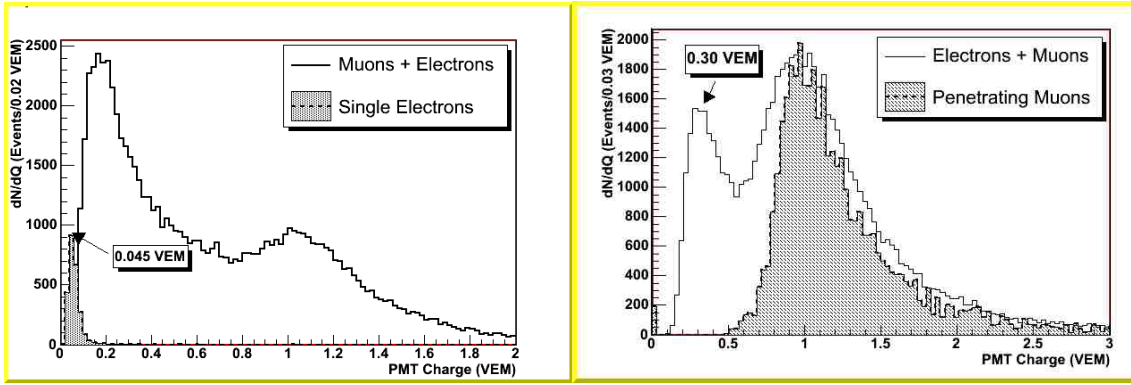 dN/dQ (Events/0.02 VEM)
2500
2000
1500
1000
500
0
Muons + Electrons
Single Electrons
0.045 VEM
0 0.2 0.4 0.6 0.8 1 1.2 1.4 1.6 1.8 2
PMT Charge (VEM)
dN/dQ (Events/0.03 VEM)
2000
1800
1600
1400
1200
1000
800
600
400
200
0
0.30 VEM
Electrons + Muons
Penetrating Muons
0 0.5 1 1.5 2 2.5 3
PMT Charge (VEM)